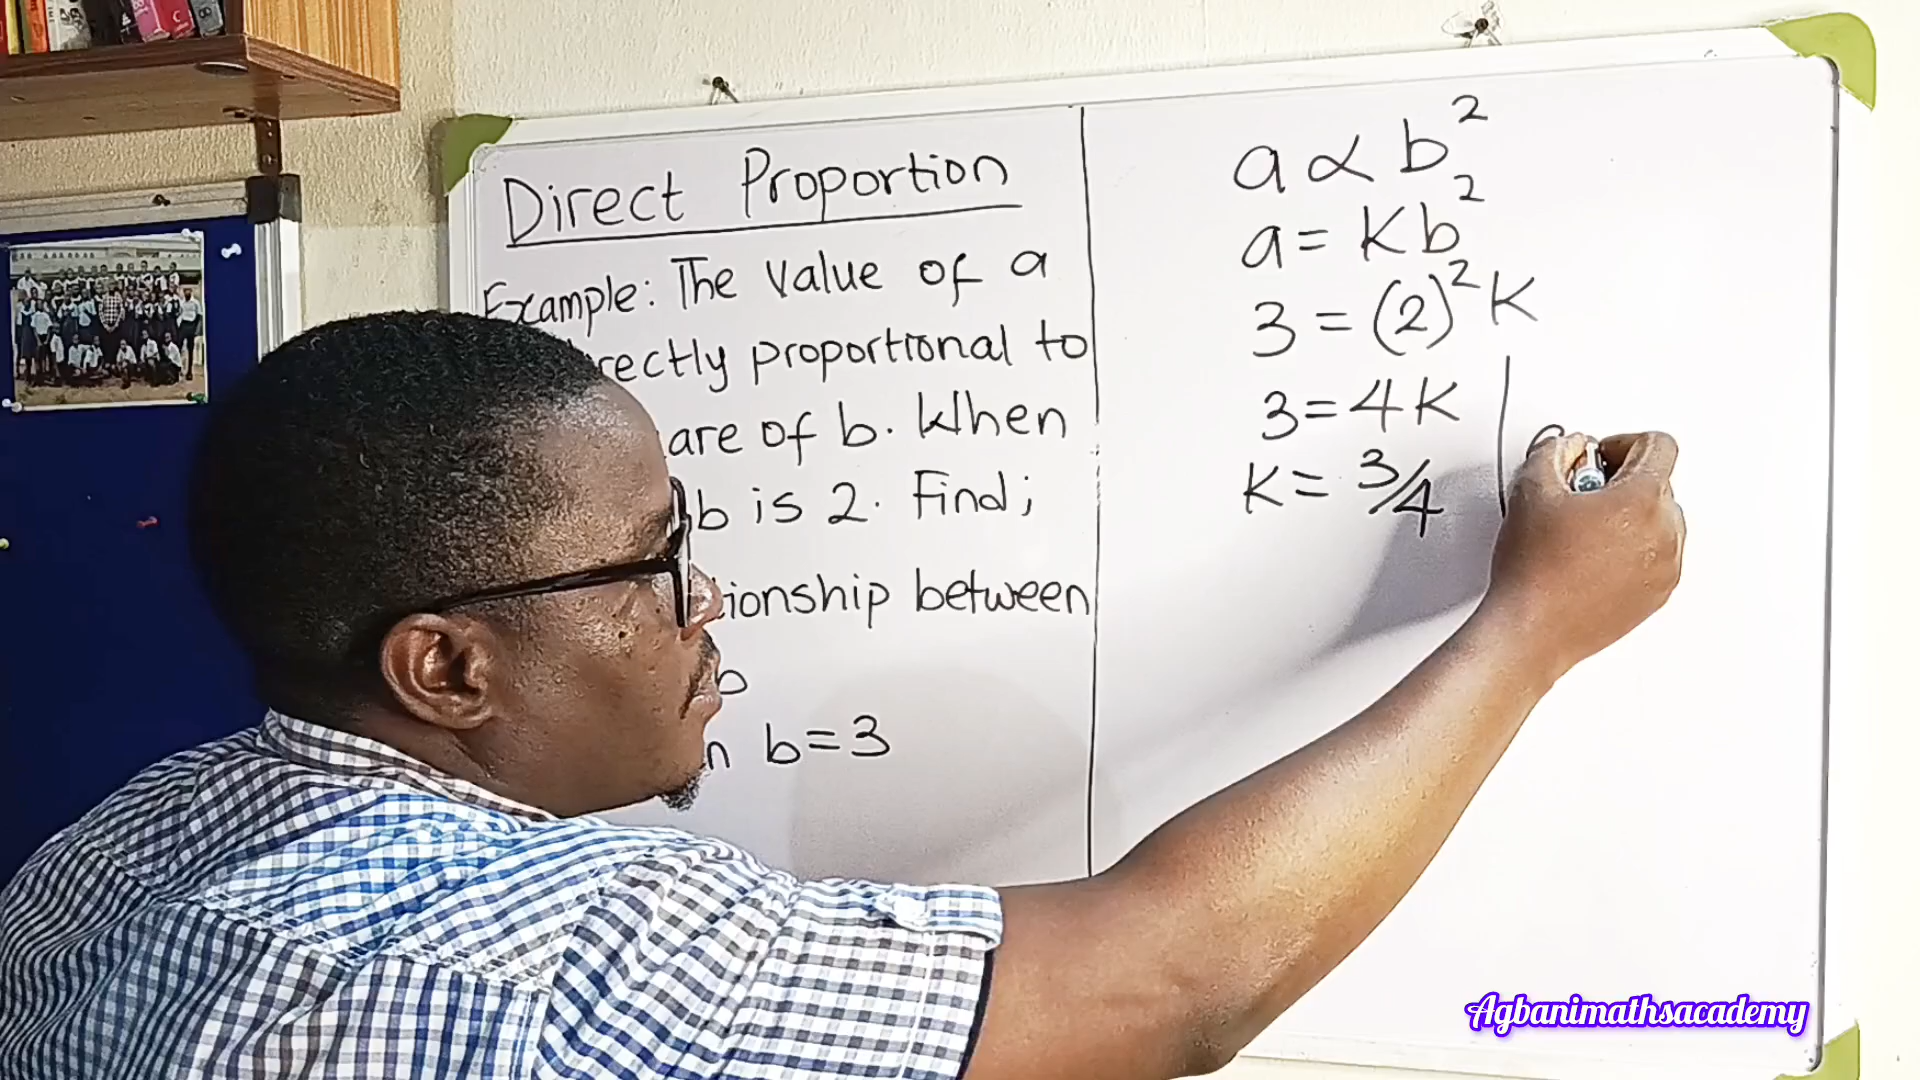 Direct Proportion
Example: The value of a
rectly proportional to
are of b. When
b is 2. Find;
tionship between
b
n b=3
a ∝ b²
a = Kb²
3 = (2)²K
3 = 4K
K = 3/4
Agbanimathsacademy